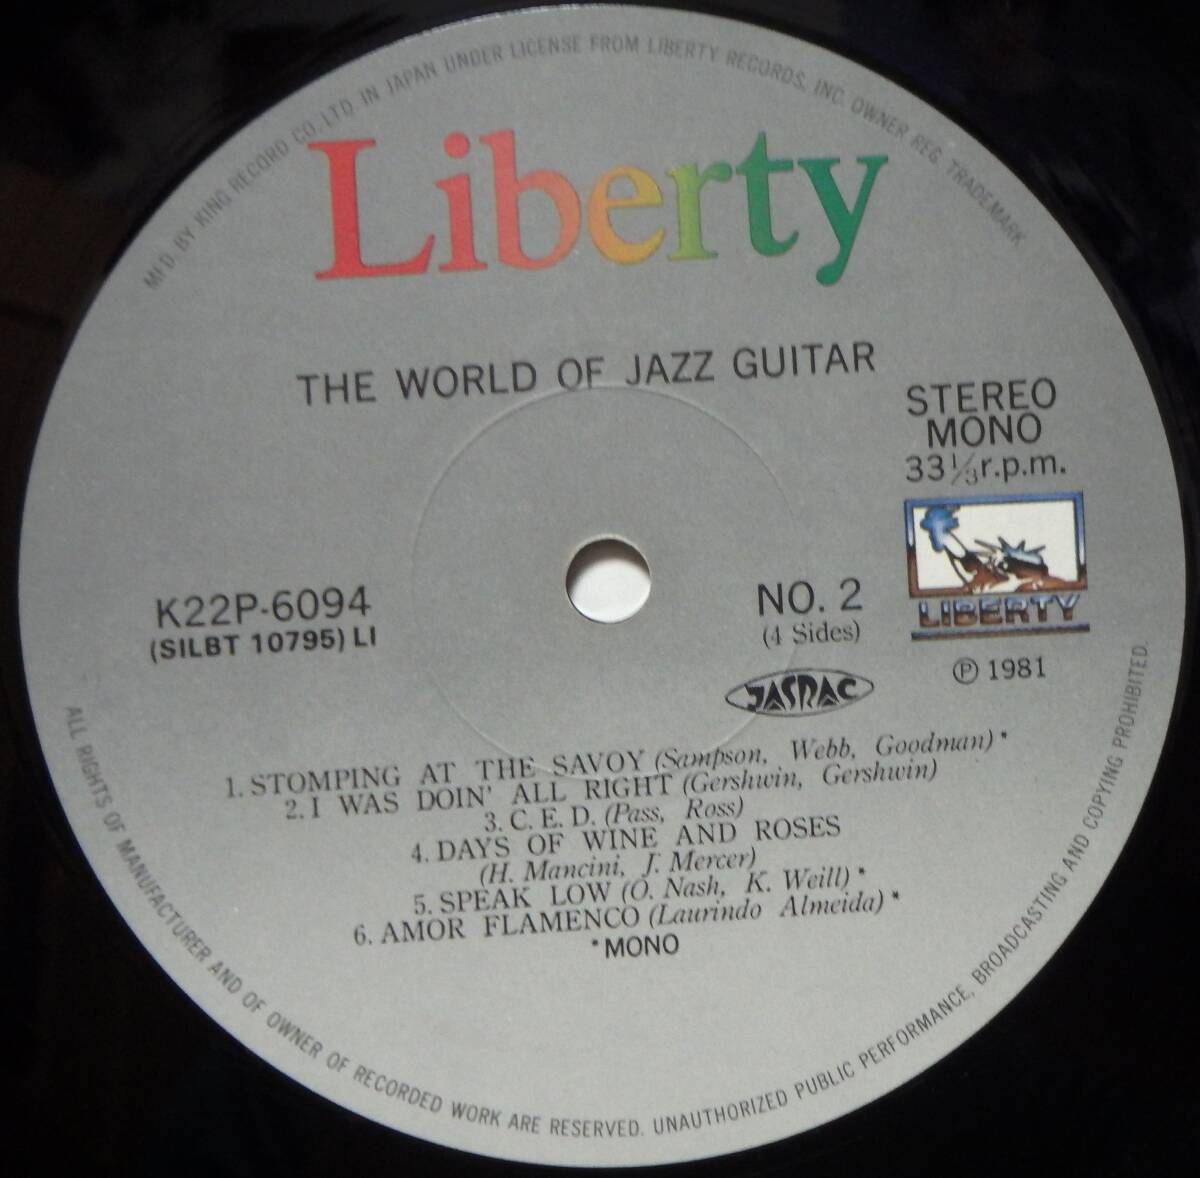 MFD. BY KING RECORD CO. LTD. IN JAPAN UNDER LICENSE FROM LIBERTY RECORDS, INC. OWNER REG. TRADEMARK
Liberty
THE WORLD OF JAZZ GUITAR
STEREO
MONO
33⅓r.p.m.
LIBERTY
K22P-6094
(SILBT 10795) LI
NO. 2
(4 Sides)
℗ 1981
JASRAC
1. STOMPING AT THE SAVOY (Sampson, Webb, Goodman)*
2. I WAS DOIN' ALL RIGHT (Gershwin, Gershwin)
3. C. E. D. (Pass, Ross)
4. DAYS OF WINE AND ROSES
(H. Mancini, J. Mercer)
5. SPEAK LOW (O. Nash, K. Weill)*
6. AMOR FLAMENCO (Laurindo Almeida)*
*MONO
ALL RIGHTS OF MANUFACTURER AND OF OWNER OF RECORDED WORK ARE RESERVED. UNAUTHORIZED PUBLIC PERFORMANCE, BROADCASTING AND COPYING PROHIBITED.